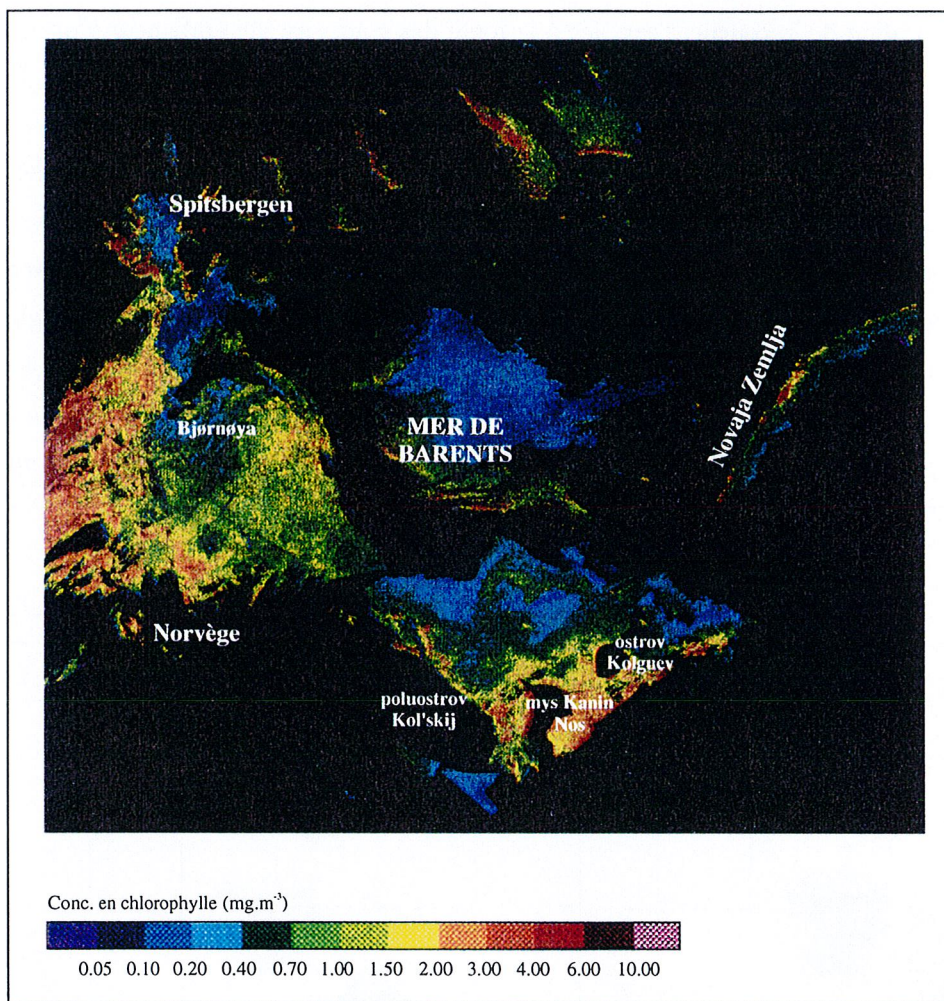 Spitsbergen
Bjørnøya
MER DE
BARENTS
Novaja Zemlja
Norvège
ostrov
Kolguev
poluostrov
Kol'skij
mys Kanin
Nos
Conc. en chlorophylle (mg.m⁻³)
0.05 0.10 0.20 0.40 0.70 1.00 1.50 2.00 3.00 4.00 6.00 10.00